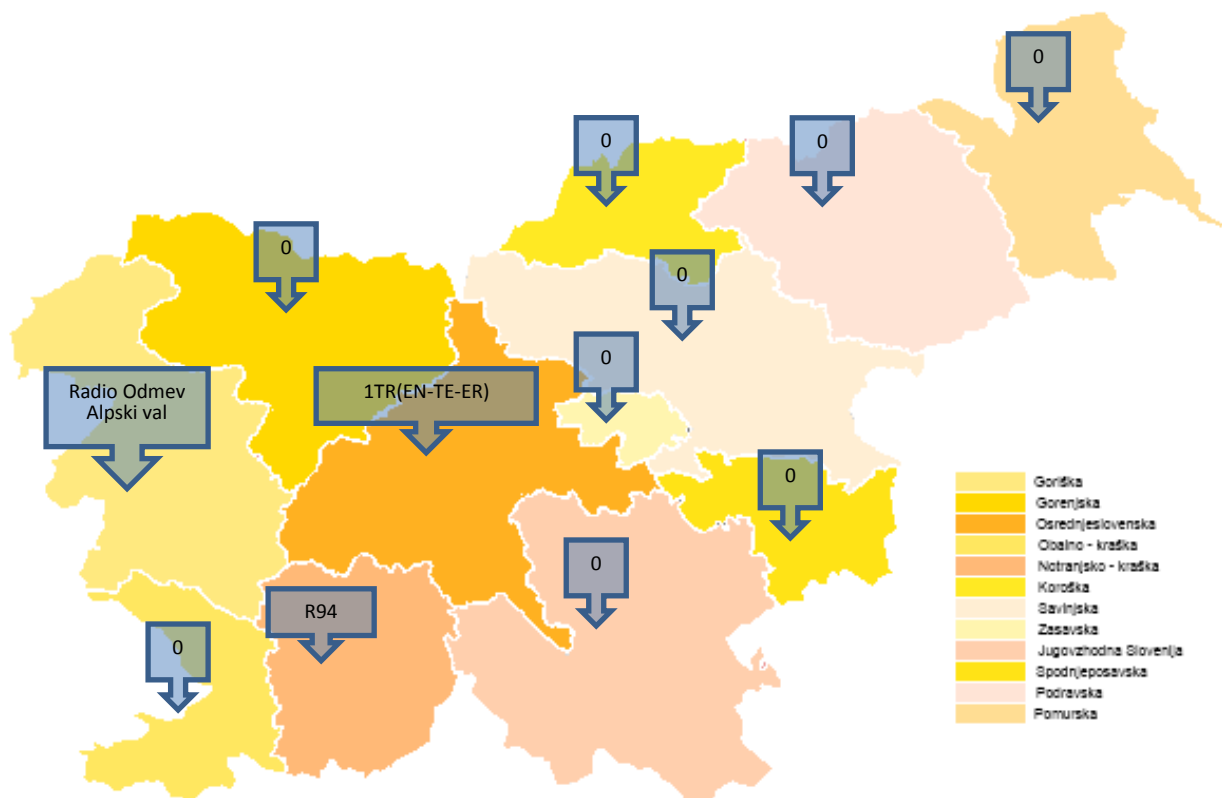 0
0
0
0
0
0
Radio Odmev
Alpski val
1TR(EN-TE-ER)
0
0
R94
0
Goriška
Gorenjska
Osrednjeslovenska
Obalno - kraška
Notranjsko - kraška
Koroška
Savinjska
Zasavska
Jugovzhodna Slovenija
Spodnjeposavska
Podravska
Pomurska